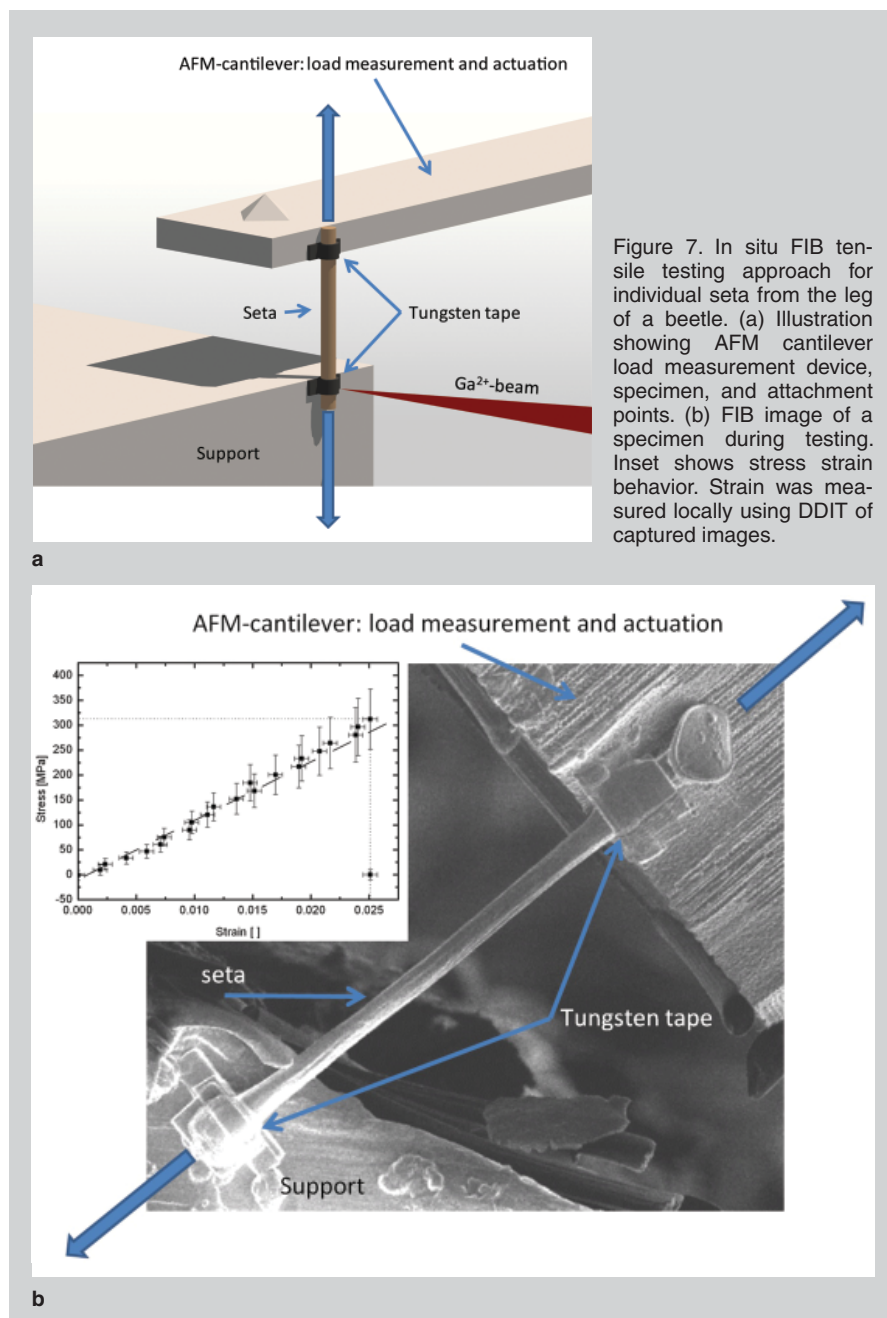 AFM-cantilever: load measurement and actuation
Seta
Tungsten tape
Ga2+-beam
Support
a
Figure 7. In situ FIB ten-
sile testing approach for
individual seta from the leg
of a beetle. (a) Illustration
showing AFM cantilever
load measurement device,
specimen, and attachment
points. (b) FIB image of a
specimen during testing.
Inset shows stress strain
behavior. Strain was mea-
sured locally using DDIT of
captured images.
AFM-cantilever: load measurement and actuation
400
350
300
250
200
150
100
50
0
-50
Stress [MPa]
0.000 0.005 0.010 0.015 0.020 0.025
Strain [ ]
seta
Tungsten tape
Support
b